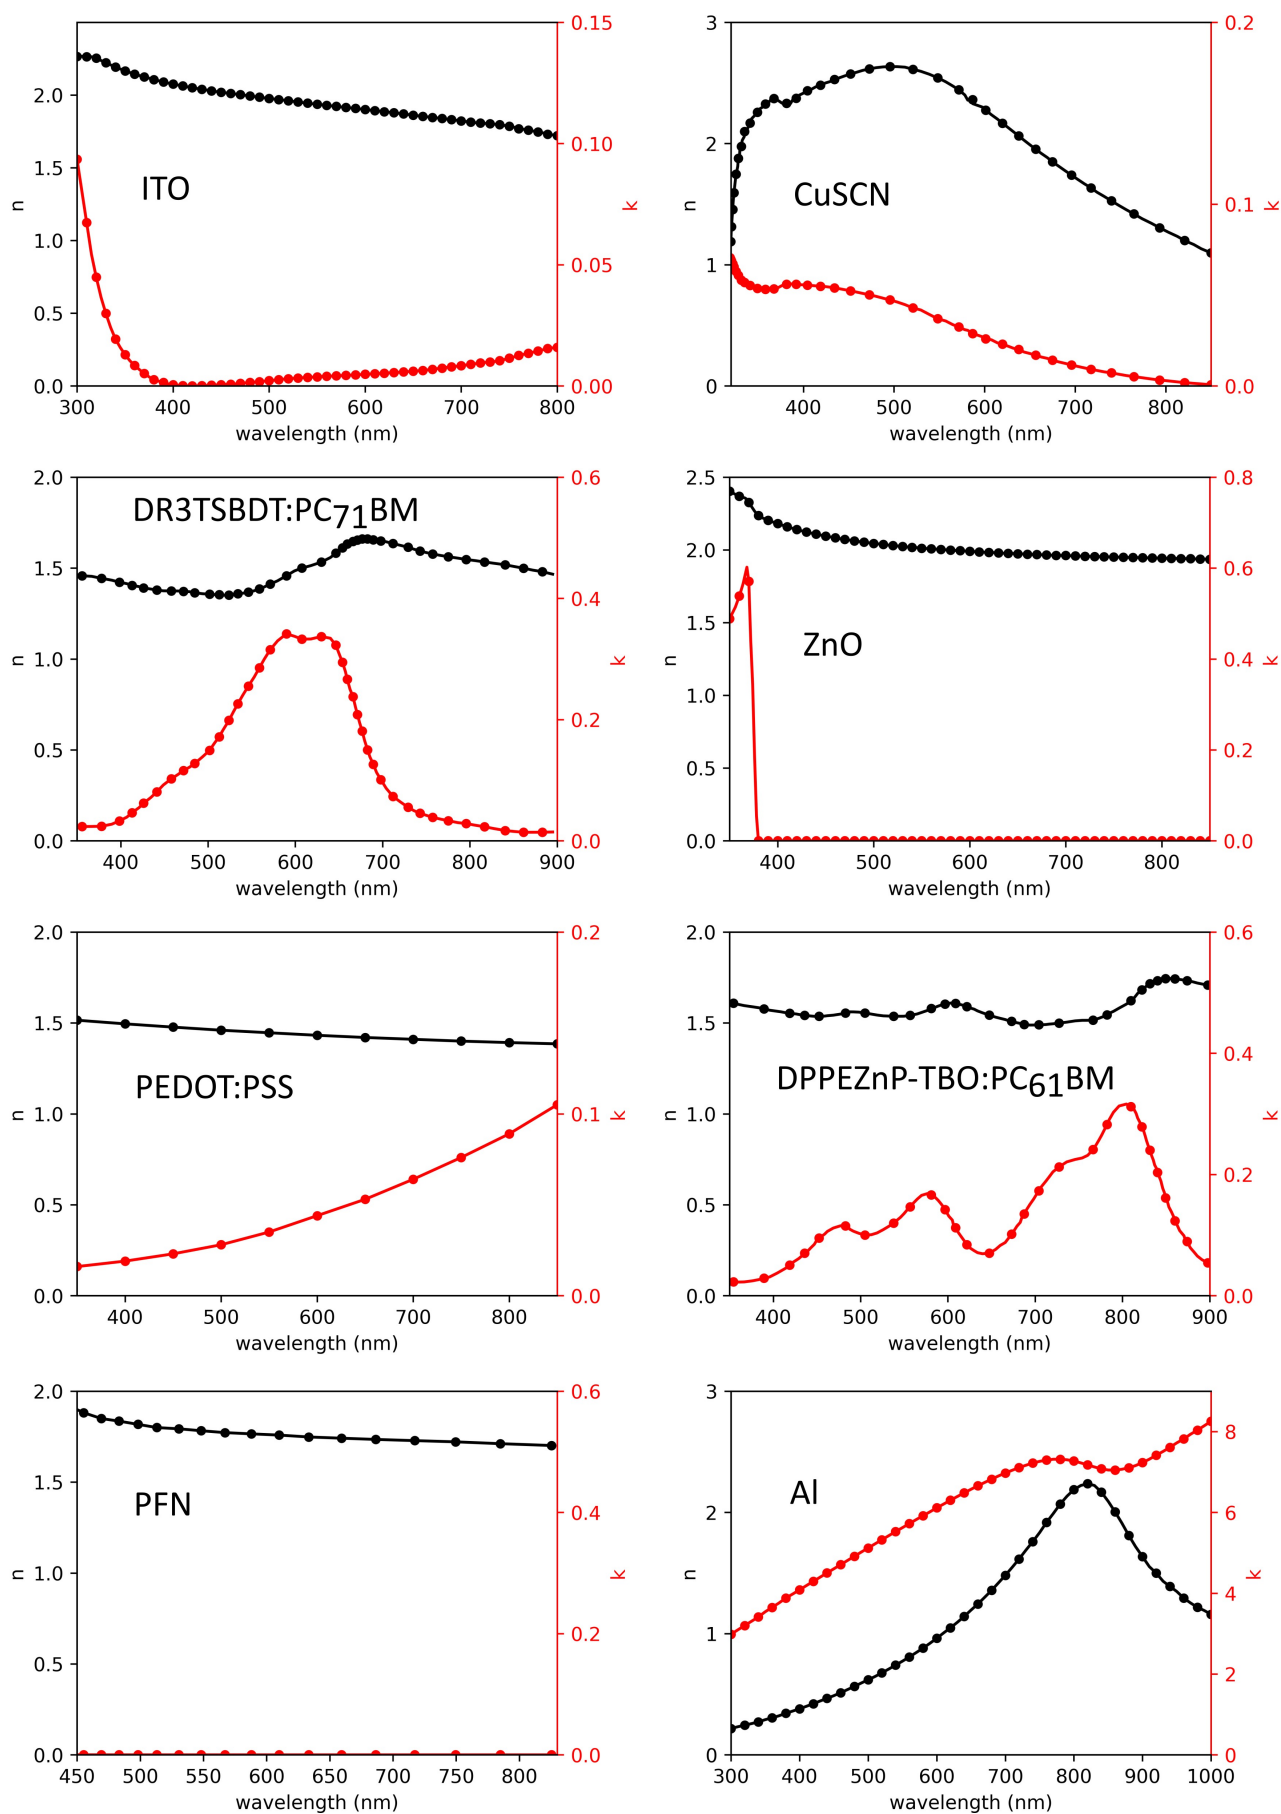 2.0
1.5
1.0
0.5
0.0
n
0.15
0.10
0.05
0.00
k
ITO
300 400 500 600 700 800
wavelength (nm)
3
2
1
0
n
0.2
0.1
0.0
k
CuSCN
400 500 600 700 800
wavelength (nm)
2.0
1.5
1.0
0.5
0.0
n
0.6
0.4
0.2
0.0
k
DR3TSBDT:PC71BM
400 500 600 700 800 900
wavelength (nm)
2.5
2.0
1.5
1.0
0.5
0.0
n
0.8
0.6
0.4
0.2
0.0
k
ZnO
400 500 600 700 800
wavelength (nm)
2.0
1.5
1.0
0.5
0.0
n
0.2
0.1
0.0
k
PEDOT:PSS
400 500 600 700 800
wavelength (nm)
2.0
1.5
1.0
0.5
0.0
n
0.6
0.4
0.2
0.0
k
DPPEZnP-TBO:PC61BM
400 500 600 700 800 900
wavelength (nm)
2.0
1.5
1.0
0.5
0.0
n
0.6
0.4
0.2
0.0
k
PFN
450 500 550 600 650 700 750 800
wavelength (nm)
3
2
1
0
n
8
6
4
2
0
k
Al
300 400 500 600 700 800 900 1000
wavelength (nm)